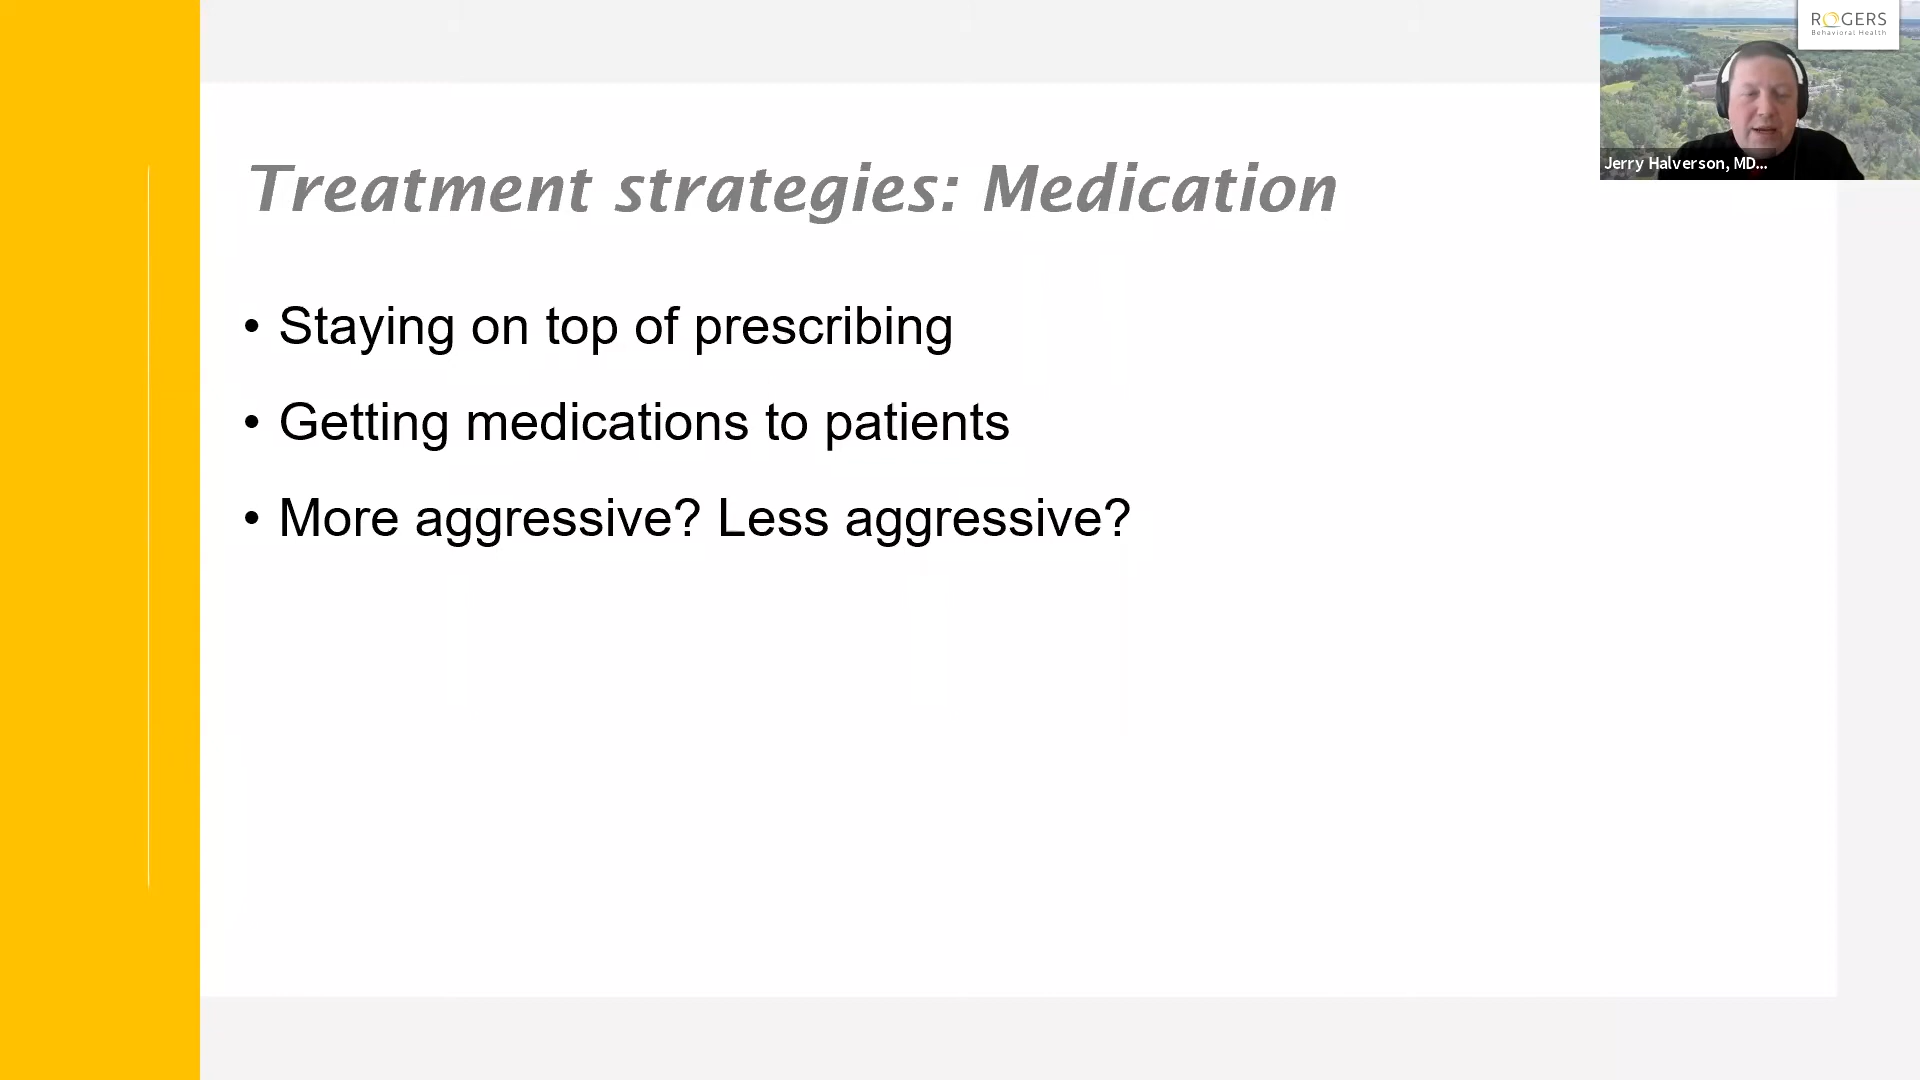 ROGERS
Behavioral Health
Jerry Halverson, MD...
Treatment strategies: Medication
• Staying on top of prescribing
• Getting medications to patients
• More aggressive? Less aggressive?